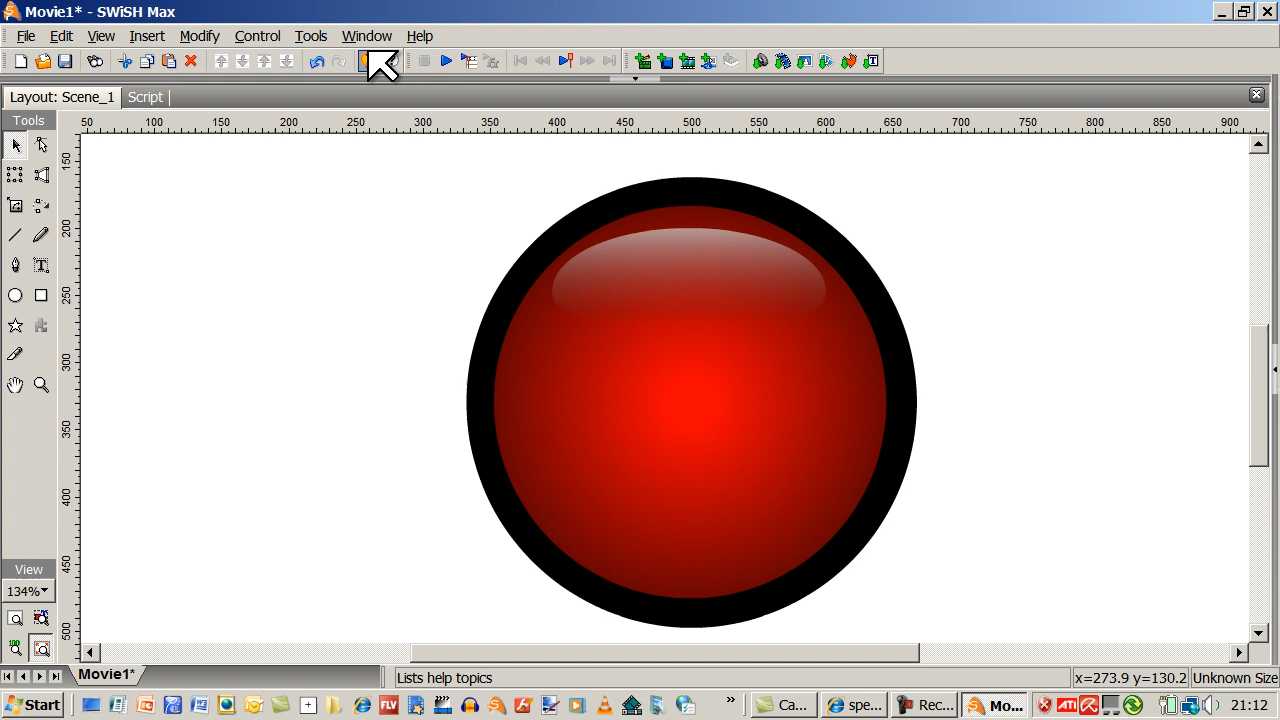 Movie1* - SWiSH Max
File Edit View Insert Modify Control Tools Window Help
Layout: Scene_1 Script
Tools
50 100 150 200 250 300 350 400 450 500 550 600 650 700 750 800 850 900
150
200
250
300
350
400
450
500
View
134%
100
Movie1*
Lists help topics
x=273.9 y=130.2
Unknown Size
Start
FLV
»
Ca...
spe...
Rec...
Mo...
ATI
21:12